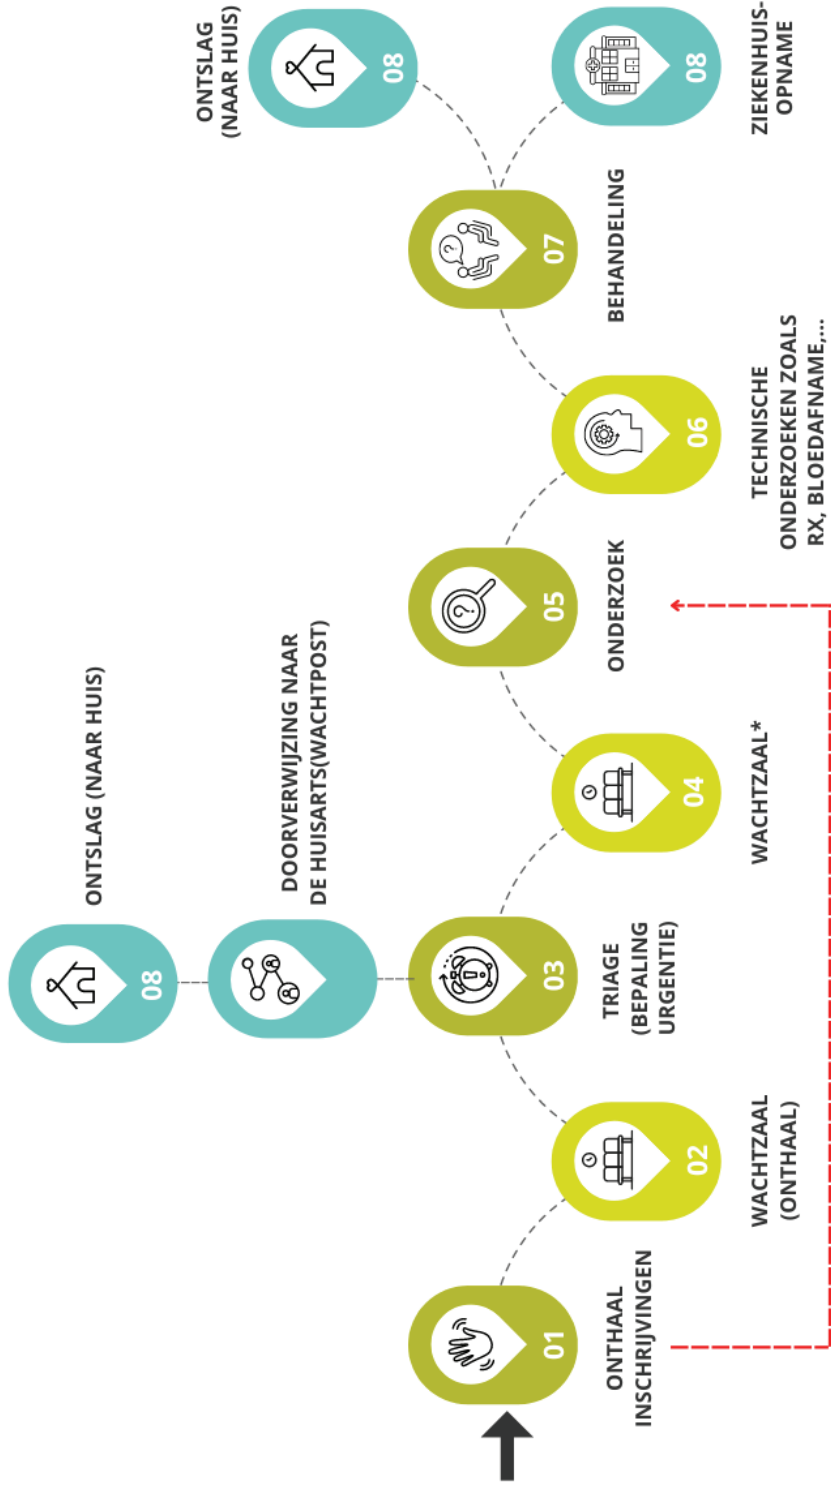 01
ONTHAAL
INSCHRIJVINGEN
02
WACHTZAAL
(ONTHAAL)
03
TRIAGE
(BEPALING
URGENTIE)
DOORVERWIJZING NAAR
DE HUISARTS(WACHTPOST)
08
ONTSLAG (NAAR HUIS)
04
WACHTZAAL*
05
ONDERZOEK
06
TECHNISCHE
ONDERZOEKEN ZOALS
RX, BLOEDAFNAME,...
07
BEHANDELING
08
ONTSLAG
(NAAR HUIS)
08
ZIEKENHUIS-
OPNAME